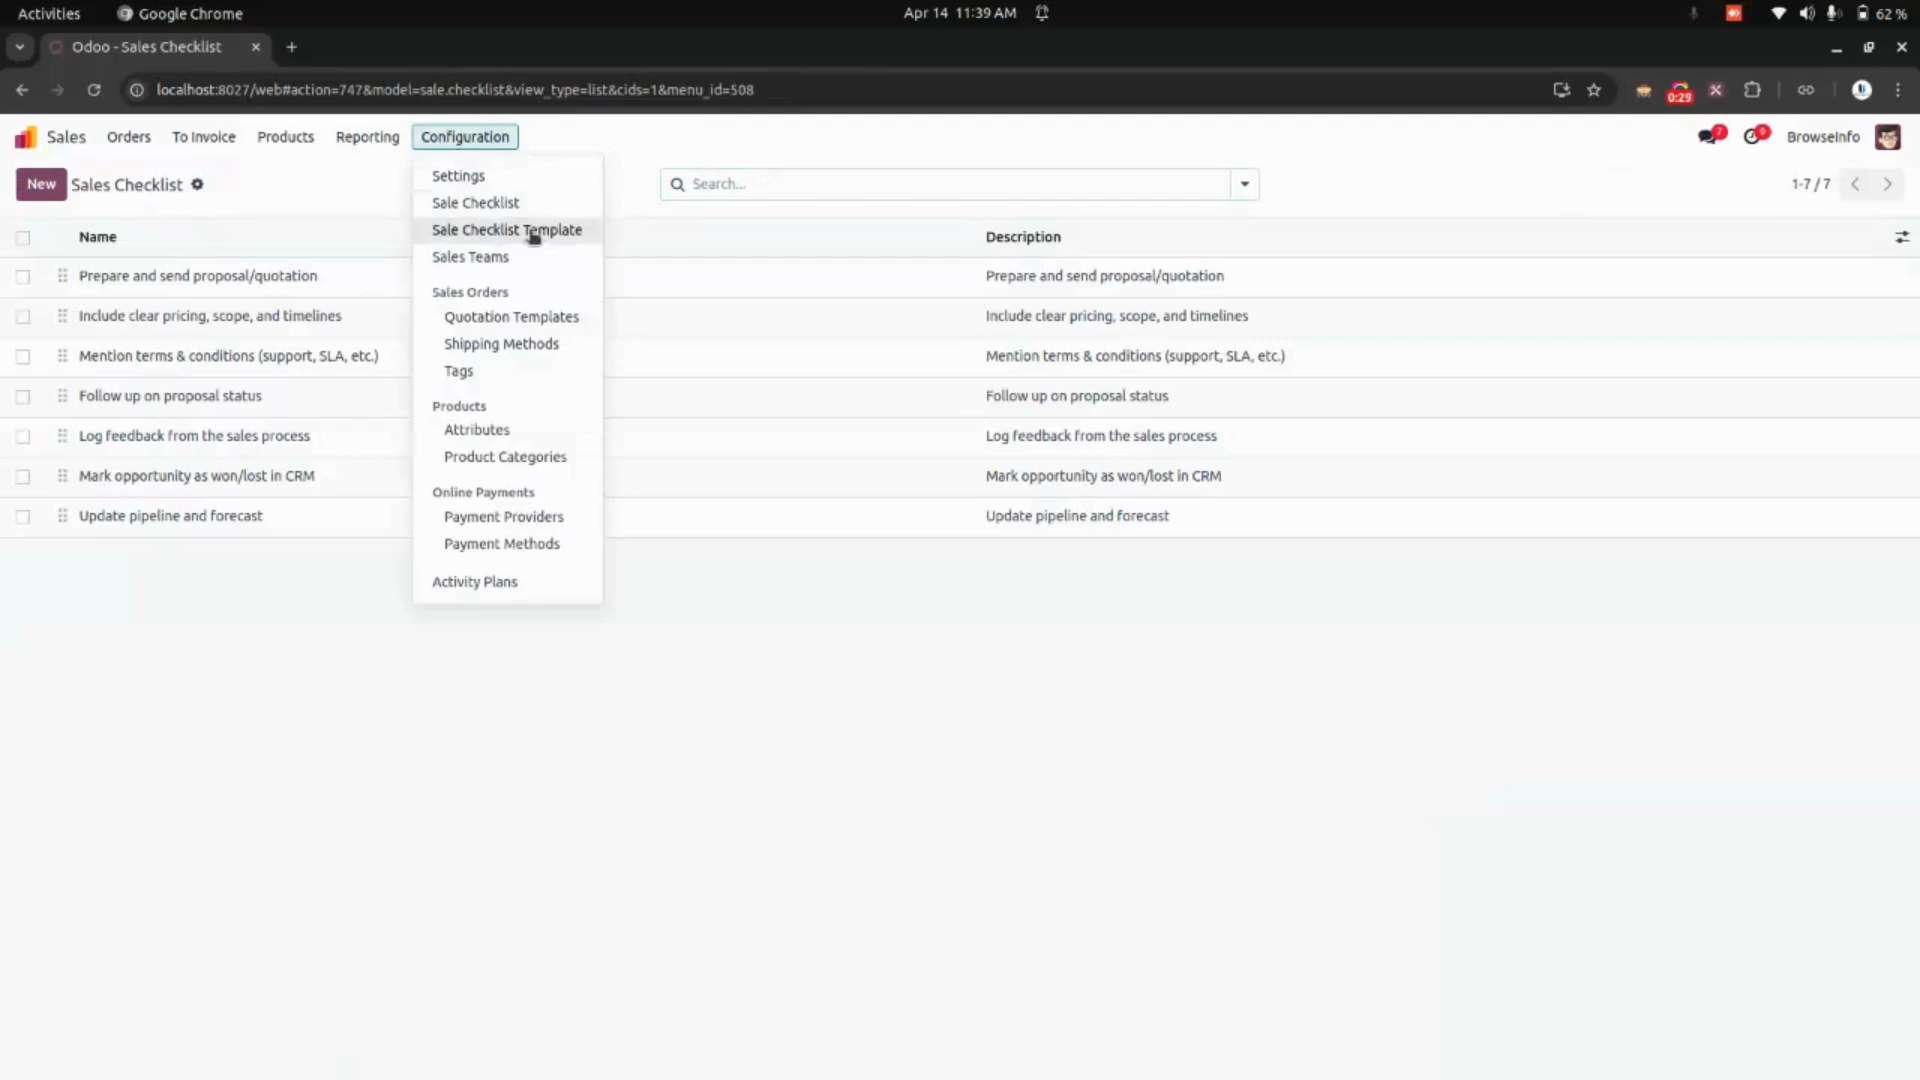 Activities Google Chrome Apr 14 11:39 AM 62 %
Odoo - Sales Checklist
localhost:8027/web#action=747&model=sale.checklist&view_type=list&cids=1&menu_id=508 0:29
Sales Orders To Invoice Products Reporting Configuration 7 9 BrowseInfo
New Sales Checklist Search... 1-7 / 7
Settings
Sale Checklist
Sale Checklist Template
Sales Teams
Sales Orders
Quotation Templates
Shipping Methods
Tags
Products
Attributes
Product Categories
Online Payments
Payment Providers
Payment Methods
Activity Plans
Name Description
Prepare and send proposal/quotation Prepare and send proposal/quotation
Include clear pricing, scope, and timelines Include clear pricing, scope, and timelines
Mention terms & conditions (support, SLA, etc.) Mention terms & conditions (support, SLA, etc.)
Follow up on proposal status Follow up on proposal status
Log feedback from the sales process Log feedback from the sales process
Mark opportunity as won/lost in CRM Mark opportunity as won/lost in CRM
Update pipeline and forecast Update pipeline and forecast